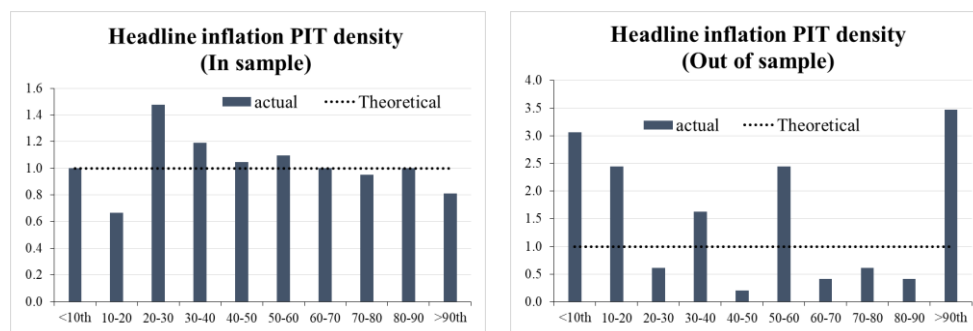 Headline inflation PIT density
(In sample)
1.6
1.4
1.2
1.0
0.8
0.6
0.4
0.2
0.0
actual
Theoretical
<10th 10-20 20-30 30-40 40-50 50-60 60-70 70-80 80-90 >90th
Headline inflation PIT density
(Out of sample)
4.0
3.5
3.0
2.5
2.0
1.5
1.0
0.5
0.0
actual
Theoretical
<10th 10-20 20-30 30-40 40-50 50-60 60-70 70-80 80-90 >90th